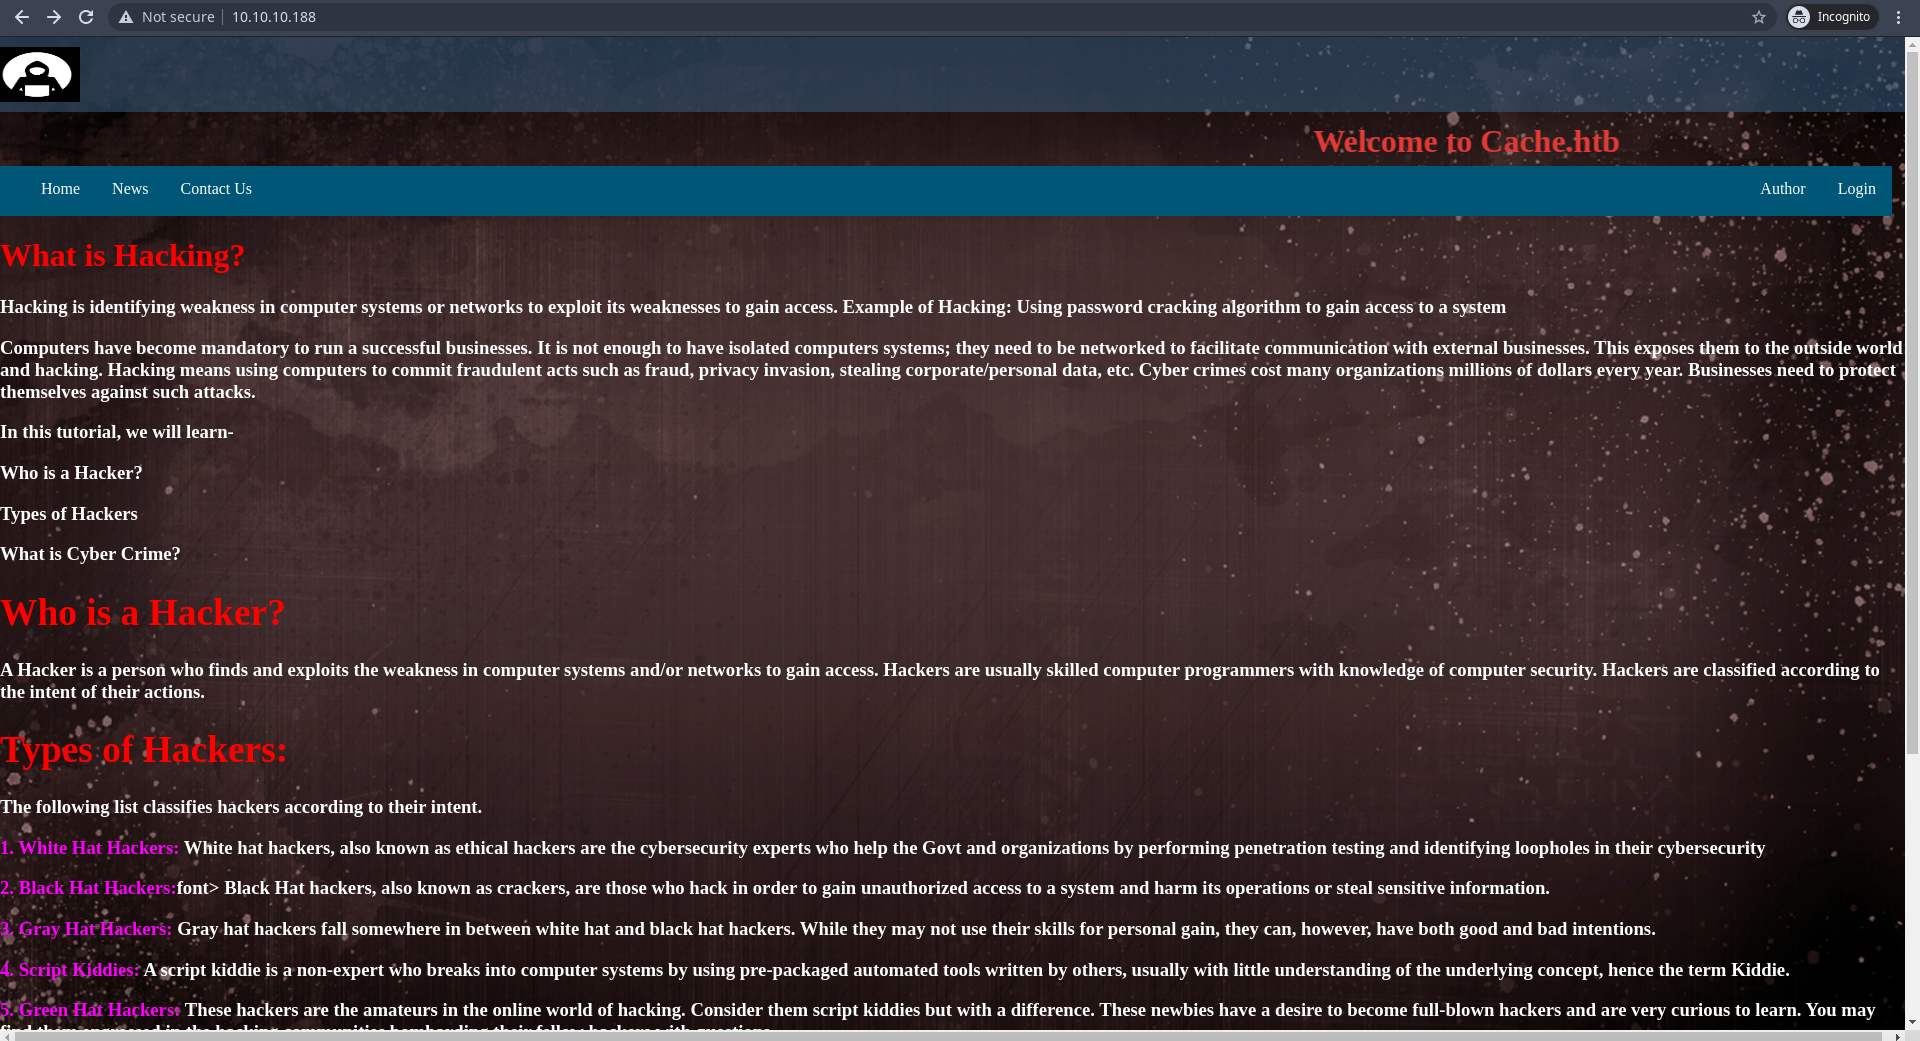 Not secure 10.10.10.188 Incognito
Welcome to Cache.htb
Home News Contact Us Author Login
What is Hacking?
Hacking is identifying weakness in computer systems or networks to exploit its weaknesses to gain access. Example of Hacking: Using password cracking algorithm to gain access to a system
Computers have become mandatory to run a successful businesses. It is not enough to have isolated computers systems; they need to be networked to facilitate communication with external businesses. This exposes them to the outside world
and hacking. Hacking means using computers to commit fraudulent acts such as fraud, privacy invasion, stealing corporate/personal data, etc. Cyber crimes cost many organizations millions of dollars every year. Businesses need to protect
themselves against such attacks.
In this tutorial, we will learn-
Who is a Hacker?
Types of Hackers
What is Cyber Crime?
Who is a Hacker?
A Hacker is a person who finds and exploits the weakness in computer systems and/or networks to gain access. Hackers are usually skilled computer programmers with knowledge of computer security. Hackers are classified according to
the intent of their actions.
Types of Hackers:
The following list classifies hackers according to their intent.
1. White Hat Hackers: White hat hackers, also known as ethical hackers are the cybersecurity experts who help the Govt and organizations by performing penetration testing and identifying loopholes in their cybersecurity
2. Black Hat Hackers:font> Black Hat hackers, also known as crackers, are those who hack in order to gain unauthorized access to a system and harm its operations or steal sensitive information.
3. Gray Hat Hackers: Gray hat hackers fall somewhere in between white hat and black hat hackers. While they may not use their skills for personal gain, they can, however, have both good and bad intentions.
4. Script Kiddies: A script kiddie is a non-expert who breaks into computer systems by using pre-packaged automated tools written by others, usually with little understanding of the underlying concept, hence the term Kiddie.
5. Green Hat Hackers: These hackers are the amateurs in the online world of hacking. Consider them script kiddies but with a difference. These newbies have a desire to become full-blown hackers and are very curious to learn. You may
find them engrossed in the hacking communities bombarding their fellow hackers with questions.